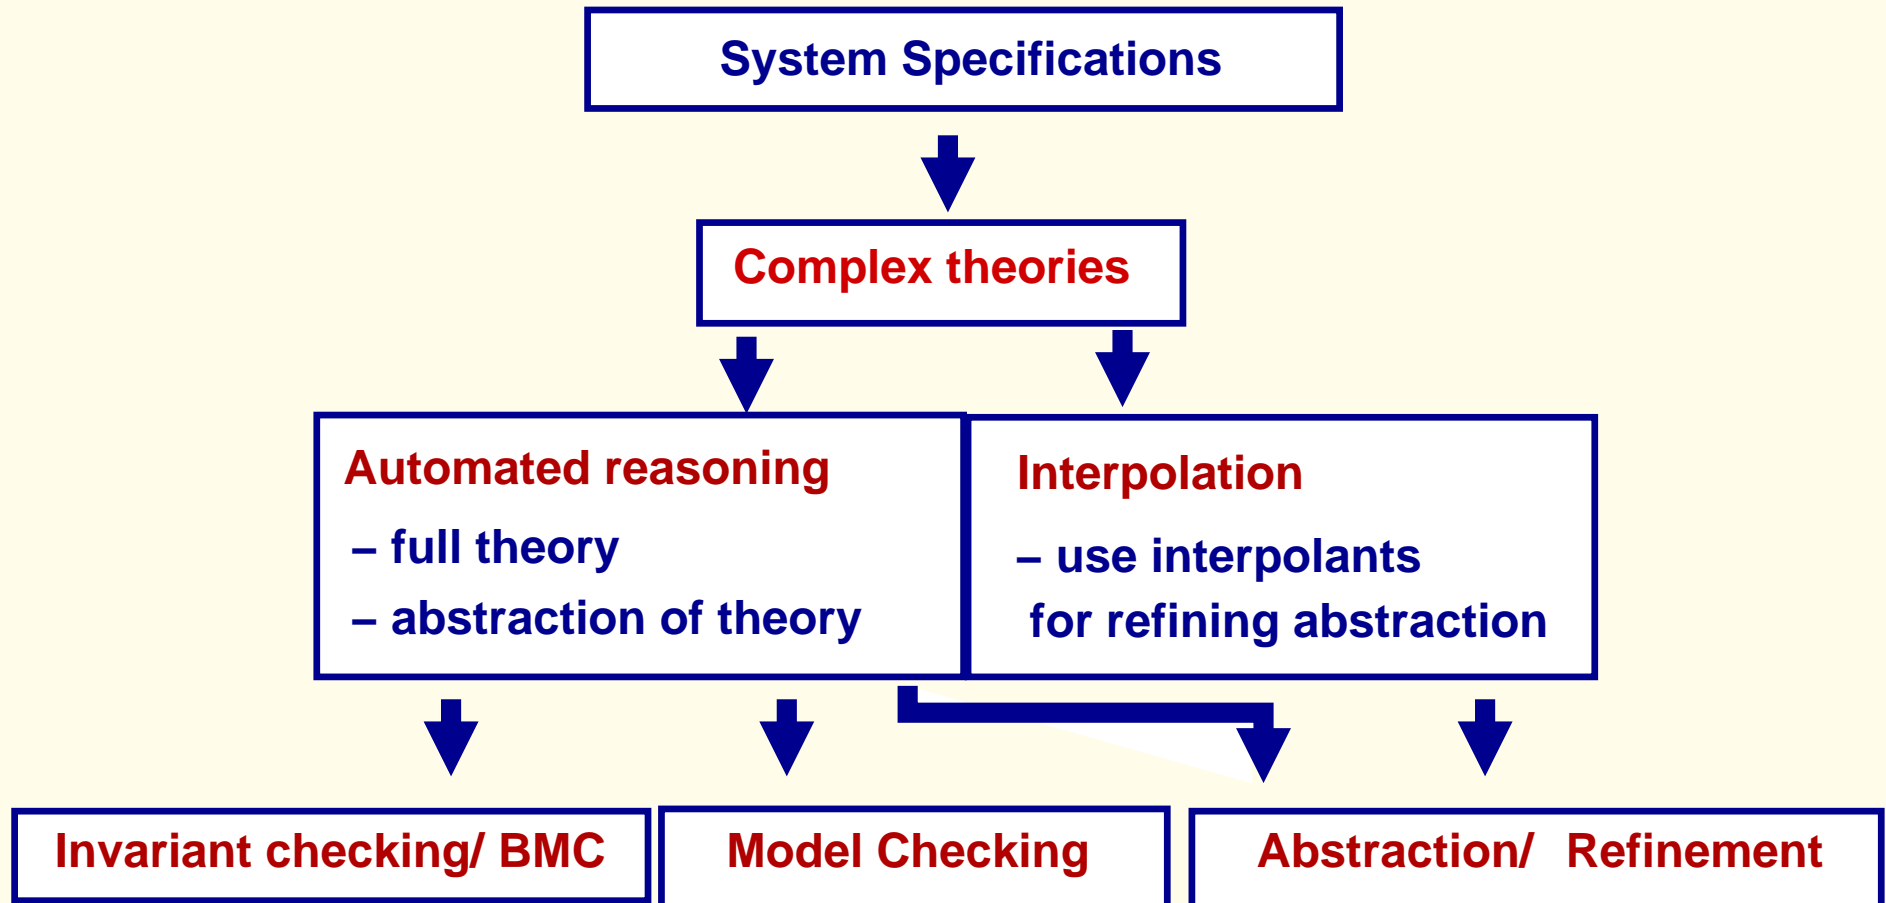 System Specifications
Complex theories
Automated reasoning
– full theory
– abstraction of theory
Interpolation
– use interpolants
for refining abstraction
Invariant checking/ BMC
Model Checking
Abstraction/ Refinement